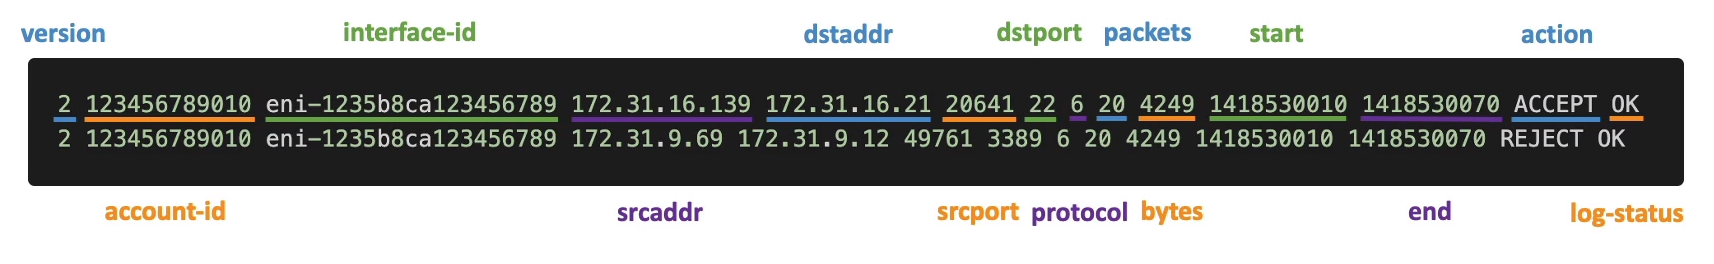 version interface-id dstaddr dstport packets start action
2 123456789010 eni-1235b8ca123456789 172.31.16.139 172.31.16.21 20641 22 6 20 4249 1418530010 1418530070 ACCEPT OK
2 123456789010 eni-1235b8ca123456789 172.31.9.69 172.31.9.12 49761 3389 6 20 4249 1418530010 1418530070 REJECT OK
account-id srcaddr srcport protocol bytes end log-status